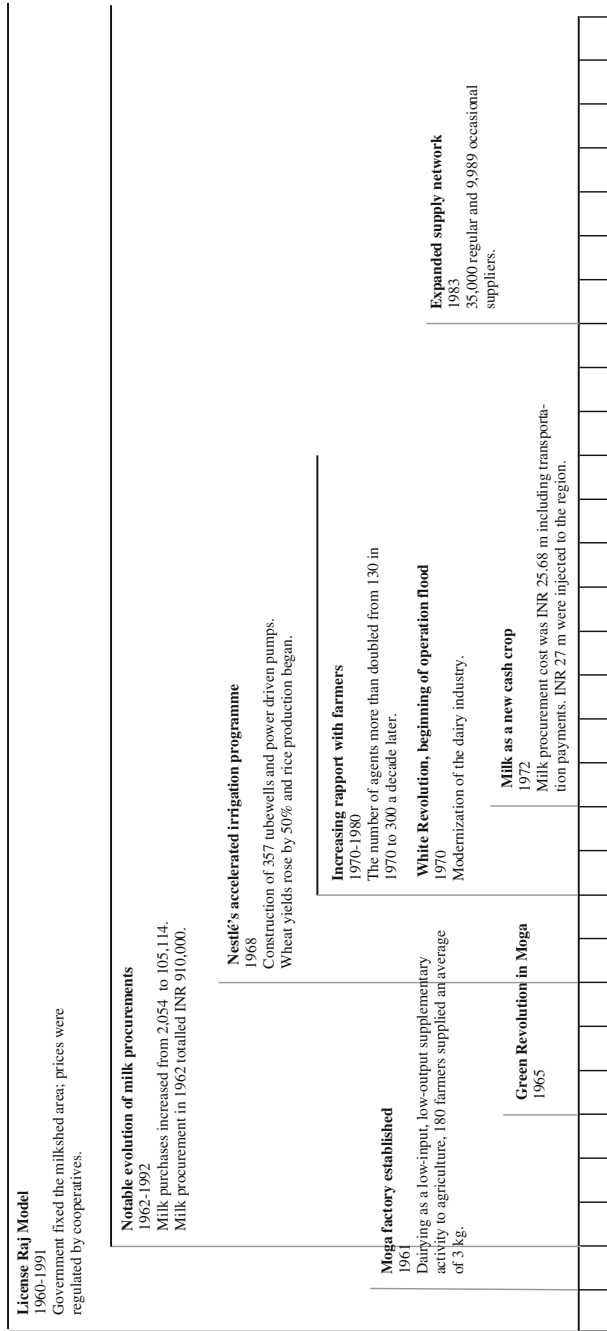 License Raj Model
1960-1991
Government fixed the milkshed area; prices were
regulated by cooperatives.
Notable evolution of milk procurements
1962-1992
Milk purchases increased from 2,054 to 105,114.
Milk procurement in 1962 totalled INR 910,000.
Nestlé's accelerated irrigation programme
1968
Construction of 357 tubewells and power driven pumps.
Wheat yields rose by 50% and rice production began.
Increasing rapport with farmers
1970-1980
The number of agents more than doubled from 130 in
1970 to 300 a decade later.
White Revolution, beginning of operation flood
1970
Modernization of the dairy industry.
Expanded supply network
1983
35,000 regular and 9,989 occasional
suppliers.
Moga factory established
1961
Dairying as a low-input, low-output supplementary
activity to agriculture, 180 farmers supplied an average
of 3 kg.
Milk as a new cash crop
1972
Milk procurement cost was INR 25.68 m including transporta-
tion payments. INR 27 m were injected to the region.
Green Revolution in Moga
1965